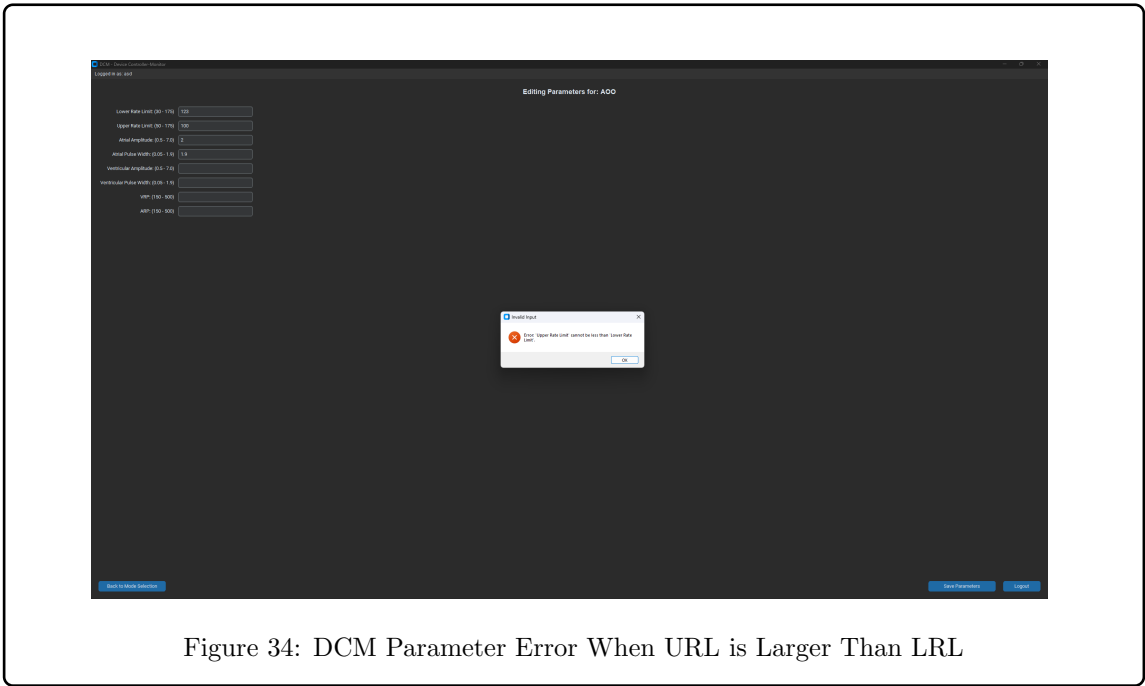 DCM - Device Controller-Monitor
Logged in as: asd
Editing Parameters for: AOO
Lower Rate Limit: (30 - 175) 123
Upper Rate Limit: (50 - 175) 100
Atrial Amplitude: (0.5 - 7.0) 2
Atrial Pulse Width: (0.05 - 1.9) 1.9
Ventricular Amplitude: (0.5 - 7.0)
Ventricular Pulse Width: (0.05 - 1.9)
VRP: (150 - 500)
ARP: (150 - 500)
Invalid Input
Error: 'Upper Rate Limit' cannot be less than 'Lower Rate
Limit'.
OK
Back to Mode Selection
Save Parameters
Logout
Figure 34: DCM Parameter Error When URL is Larger Than LRL